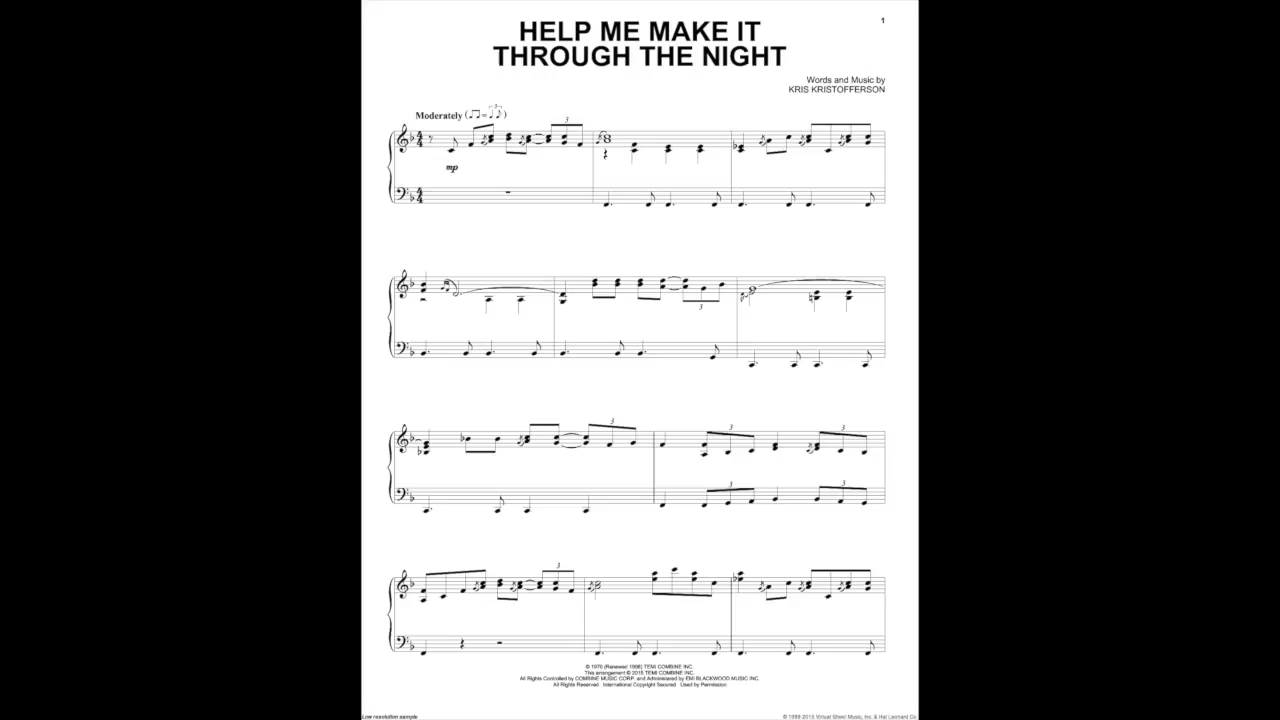 1
HELP ME MAKE IT
THROUGH THE NIGHT
Words and Music by
KRIS KRISTOFFERSON
Moderately ( = 3 )
3
mp
3
3
3
3
3
3
3
© 1970 (Renewed 1998) TEMI COMBINE INC.
This arrangement © 2015 TEMI COMBINE INC.
All Rights Controlled by COMBINE MUSIC CORP. and Administered by EMI BLACKWOOD MUSIC INC.
All Rights Reserved International Copyright Secured Used by Permission
Low resolution sample
© 1999-2015 Virtual Sheet Music, Inc. & Hal Leonard Co